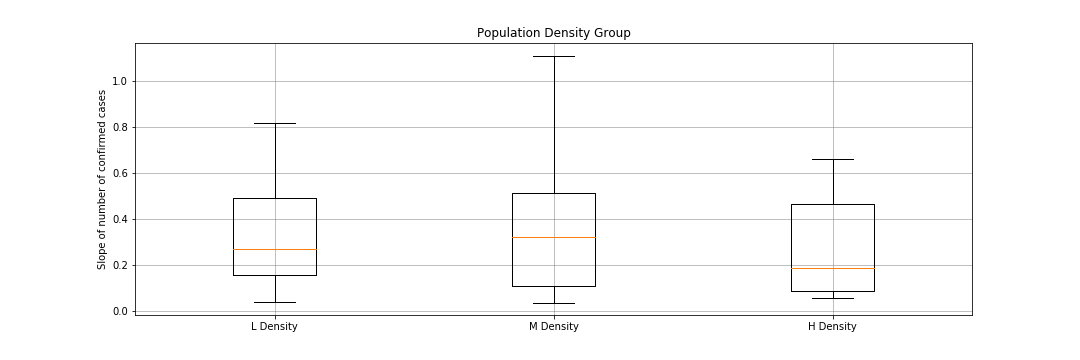 Population Density Group
Slope of number of confirmed cases
1.0
0.8
0.6
0.4
0.2
0.0
L Density
M Density
H Density